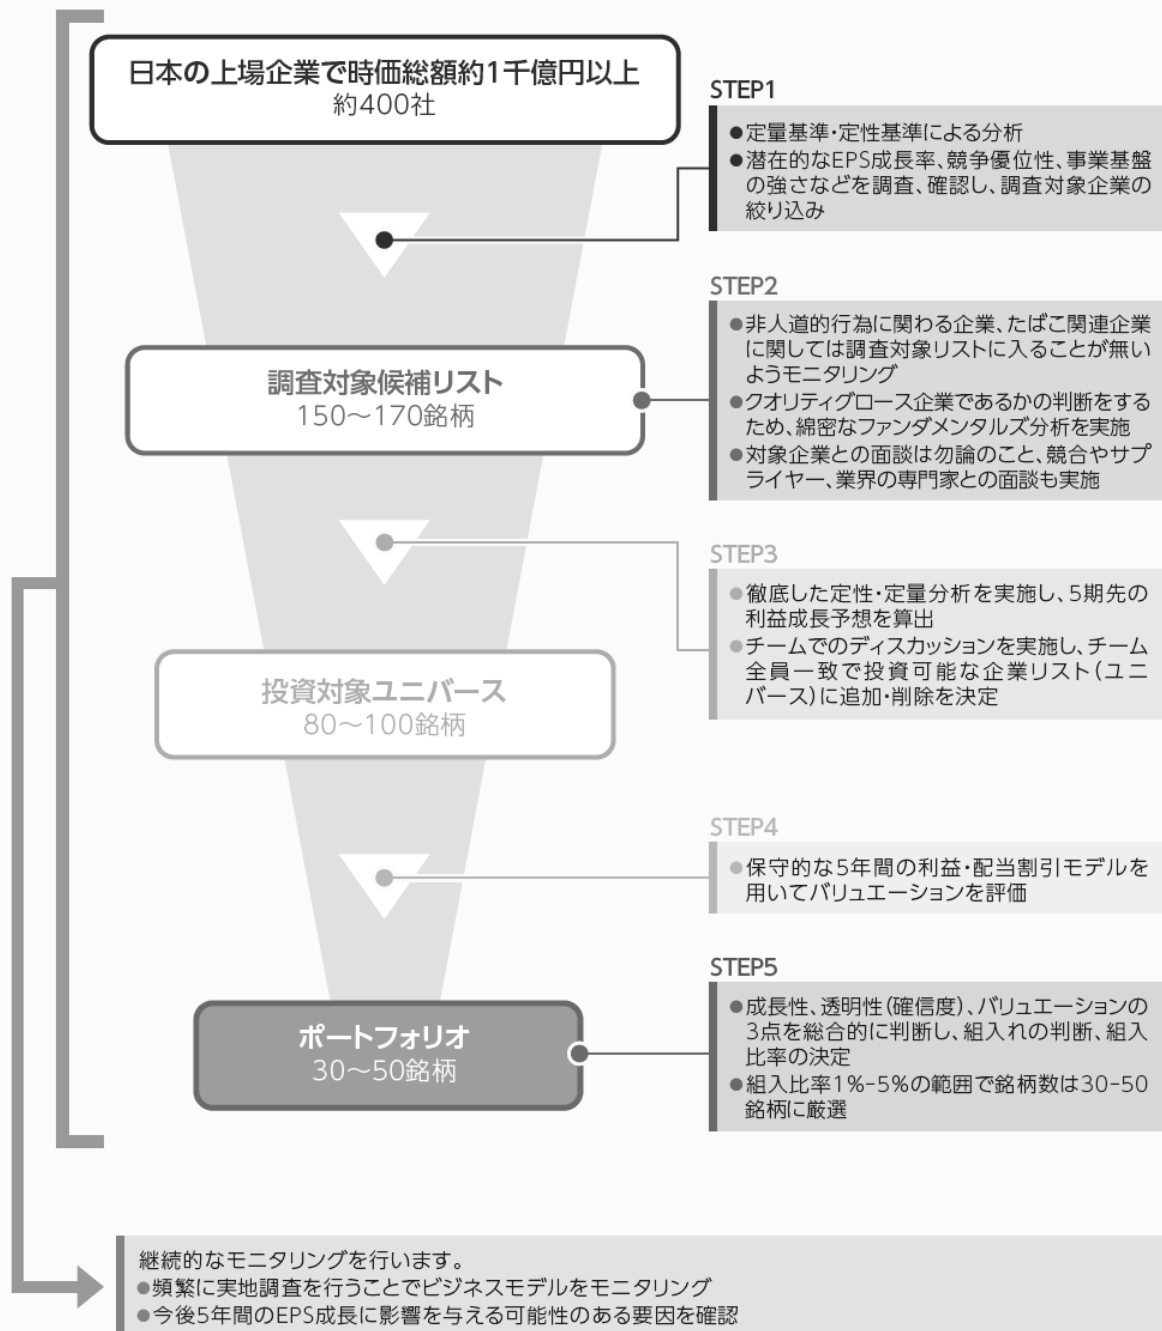 日本の上場企業で時価総額約1千億円以上
約400社
STEP1
●定量基準・定性基準による分析
●潜在的なEPS成長率、競争優位性、事業基盤
の強さなどを調査、確認し、調査対象企業の
絞り込み
STEP2
●非人道的行為に関わる企業、たばこ関連企業
に関しては調査対象リストに入ることが無い
ようモニタリング
●クオリティグロース企業であるかの判断をする
ため、綿密なファンダメンタルズ分析を実施
●対象企業との面談は勿論のこと、競合やサプ
ライヤー、業界の専門家との面談も実施
調査対象候補リスト
150～170銘柄
STEP3
●徹底した定性・定量分析を実施し、5期先の
利益成長予想を算出
●チームでのディスカッションを実施し、チーム
全員一致で投資可能な企業リスト(ユニ
バース)に追加・削除を決定
投資対象ユニバース
80～100銘柄
STEP4
●保守的な5年間の利益・配当割引モデルを
用いてバリュエーションを評価
STEP5
●成長性、透明性(確信度)、バリュエーションの
3点を総合的に判断し、組入れの判断、組入
比率の決定
●組入比率1%-5%の範囲で銘柄数は30-50
銘柄に厳選
ポートフォリオ
30～50銘柄
継続的なモニタリングを行います。
●頻繁に実地調査を行うことでビジネスモデルをモニタリング
●今後5年間のEPS成長に影響を与える可能性のある要因を確認